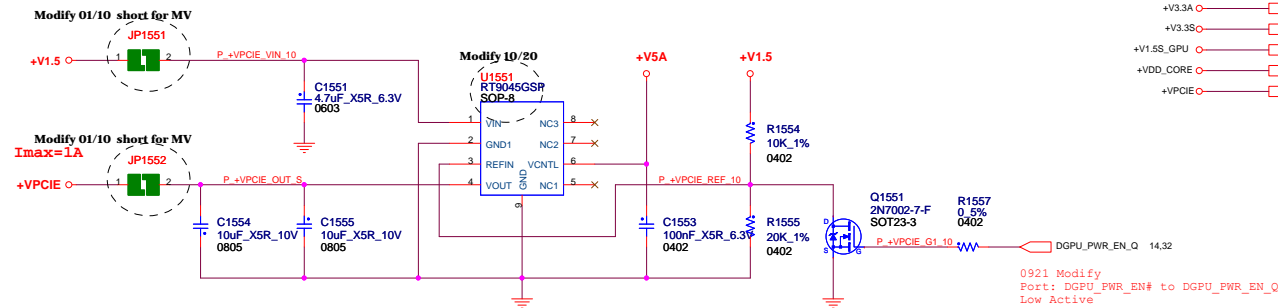 Modify 01/10 short for MV
JP1551
1 2
+V1.5
P_+VPCIE_VIN_10
C1551
4.7uF_X5R_6.3V
0603
Modify 10/20
U1551
RT9045GSP
SOP-8
1 VIN
2 GND1
3 REFIN
4 VOUT
NC3 8
NC2 7
VCNTL 6
NC1 5
GND
9
+V5A
+V1.5
R1554
10K_1%
0402
Modify 01/10 short for MV
Imax=1A
JP1552
1 2
+VPCIE
P_+VPCIE_OUT_S
P_+VPCIE_REF_10
C1554
10uF_X5R_10V
0805
C1555
10uF_X5R_10V
0805
C1553
100nF_X5R_6.3V
0402
R1555
20K_1%
0402
Q1551
2N7002-7-F
SOT23-3
D
S
G
P_+VPCIE_G1_10
R1557
0_5%
0402
DGPU_PWR_EN_Q 14,32
0921 Modify
Port: DGPU_PWR_EN# to DGPU_PWR_EN_Q
Low Active
+V3.3A
+V3.3S
+V1.5S_GPU
+VDD_CORE
+VPCIE